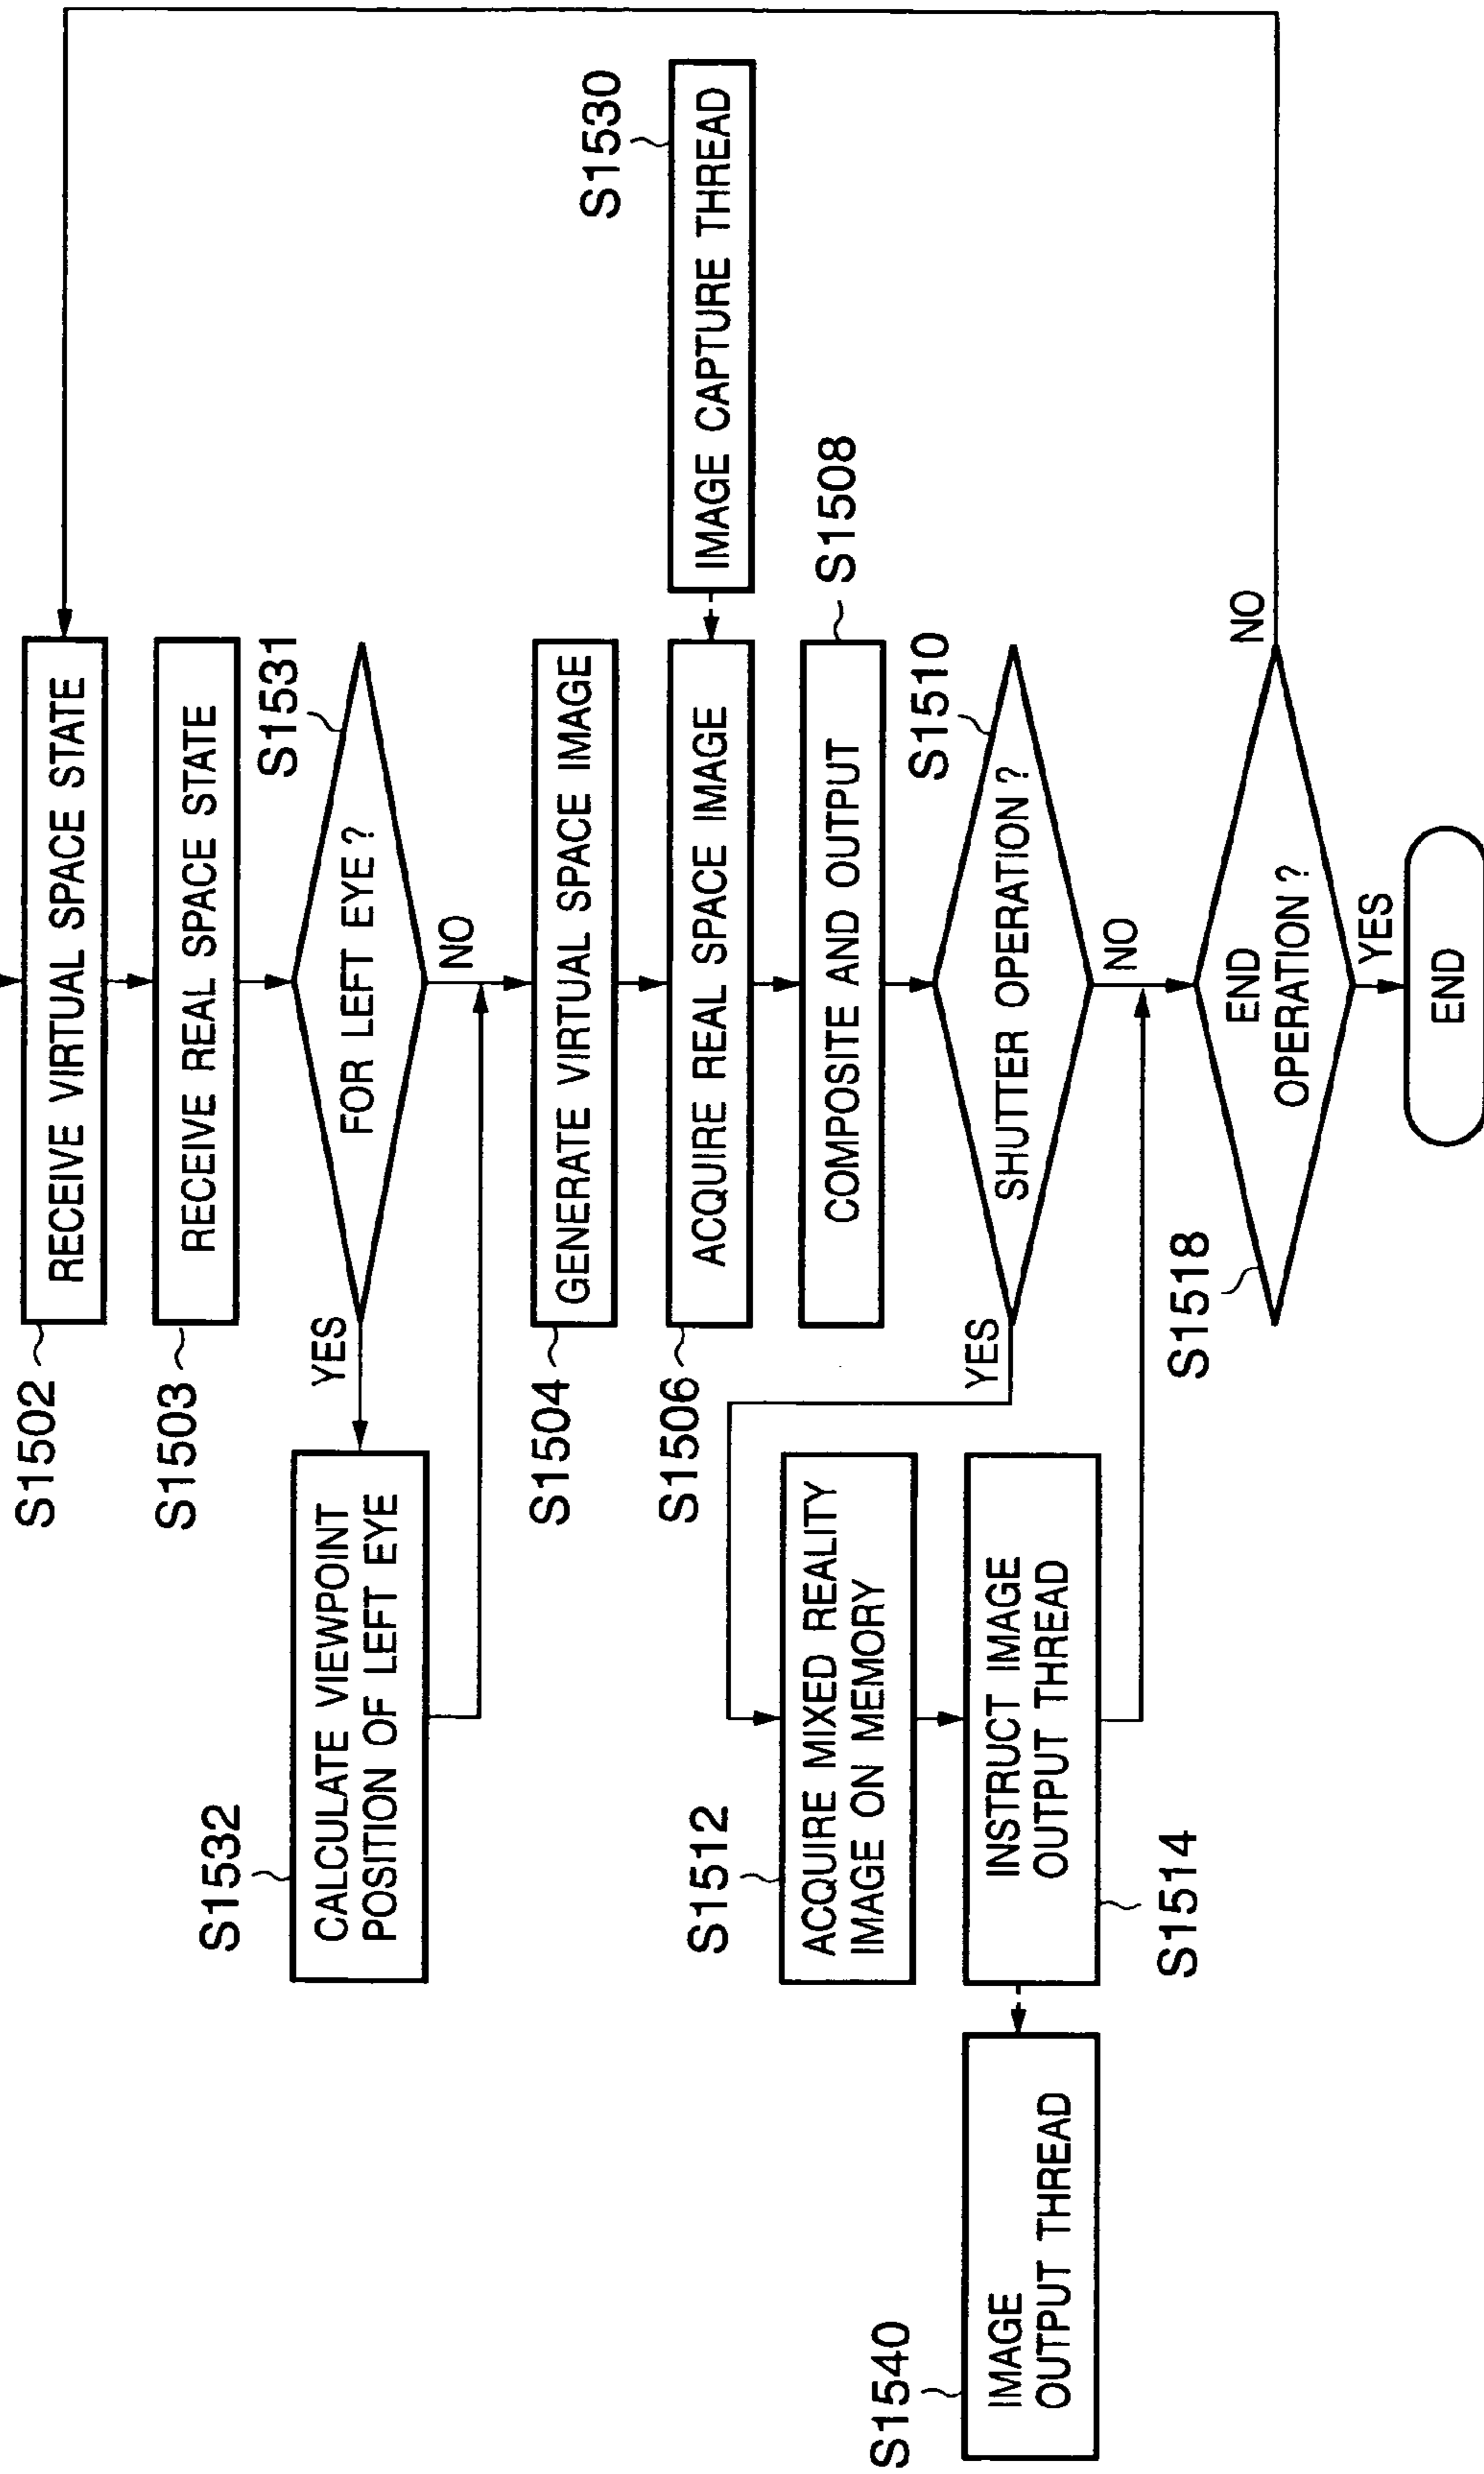 S1502
RECEIVE VIRTUAL SPACE STATE
S1503
RECEIVE REAL SPACE STATE
S1531
FOR LEFT EYE ?
YES
NO
S1532
CALCULATE VIEWPOINT
POSITION OF LEFT EYE
S1504
GENERATE VIRTUAL SPACE IMAGE
S1530
IMAGE CAPTURE THREAD
S1506
ACQUIRE REAL SPACE IMAGE
S1508
COMPOSITE AND OUTPUT
S1510
SHUTTER OPERATION ?
YES
NO
S1512
ACQUIRE MIXED REALITY
IMAGE ON MEMORY
S1514
INSTRUCT IMAGE
OUTPUT THREAD
S1540
IMAGE
OUTPUT THREAD
S1518
END
OPERATION ?
NO
YES
END